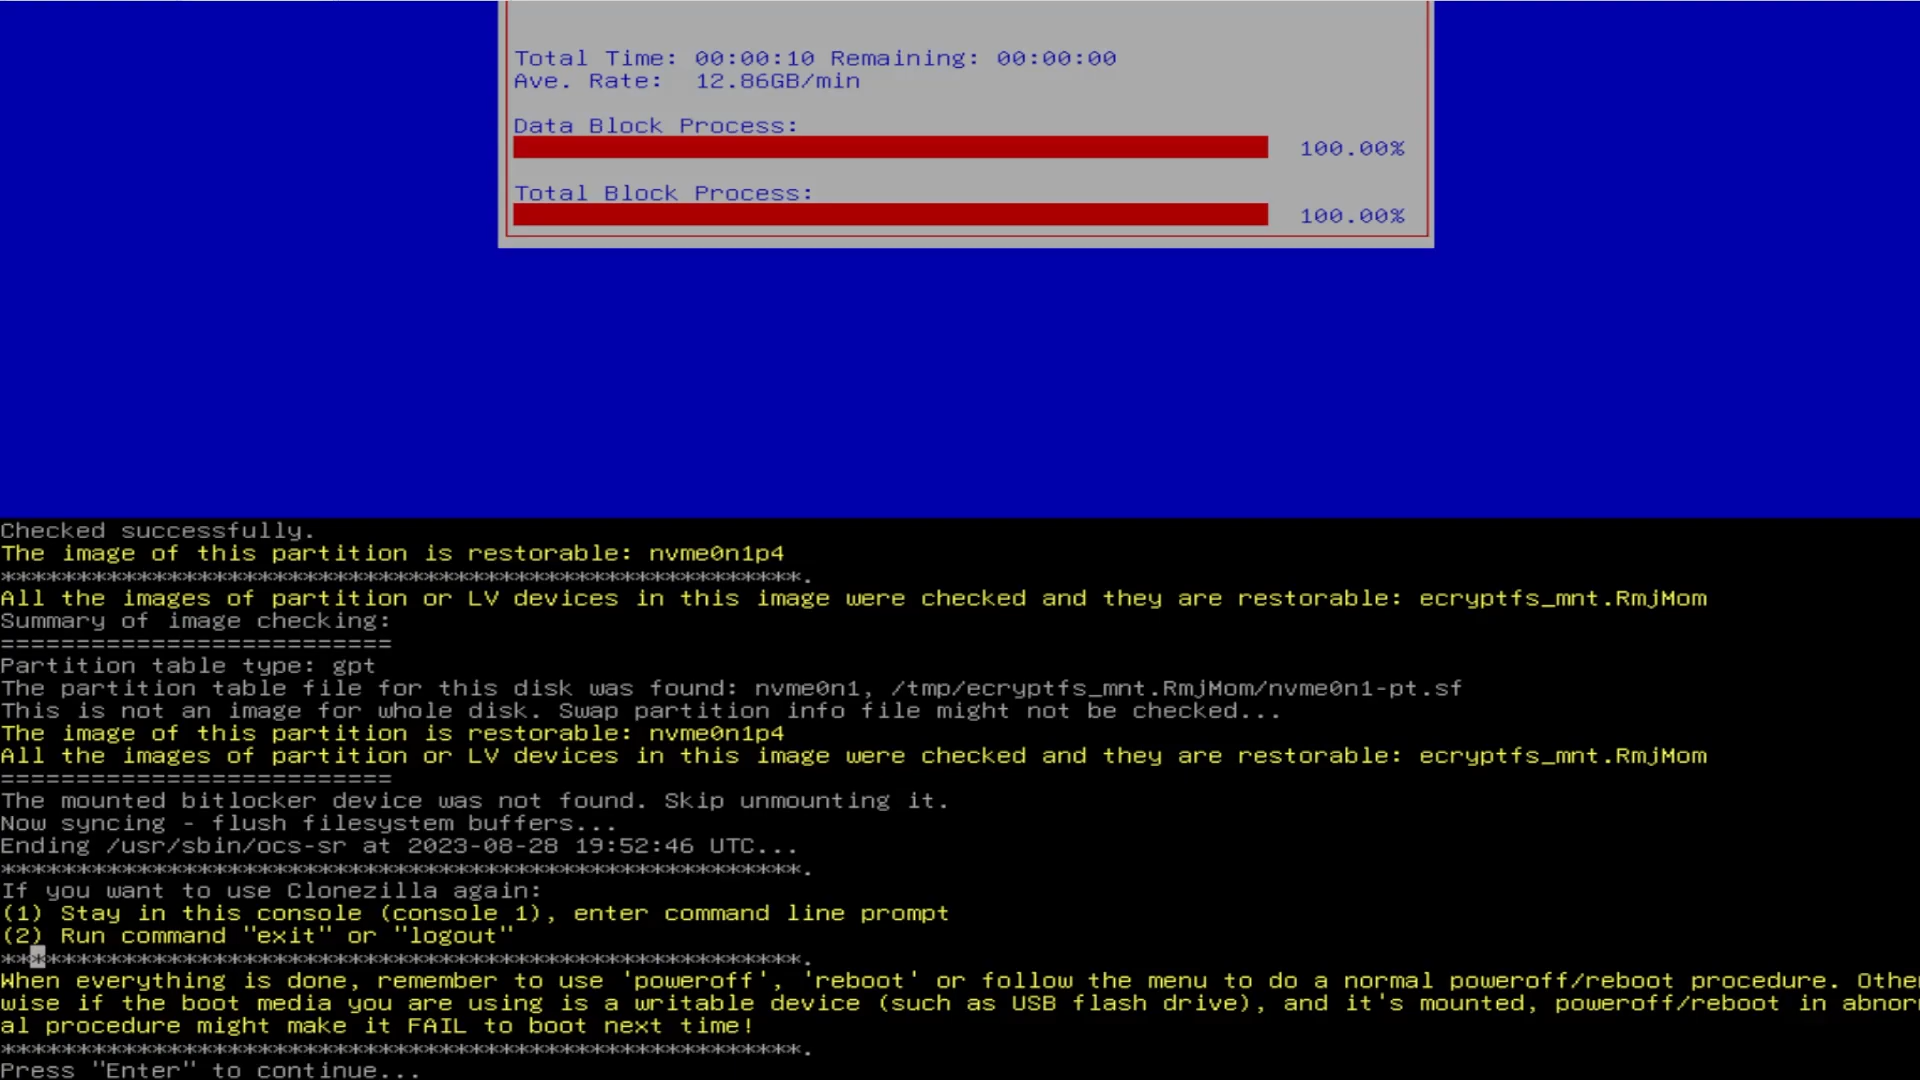 Total Time: 00:00:10 Remaining: 00:00:00
Ave. Rate:  12.86GB/min
Data Block Process:
100.00%
Total Block Process:
100.00%
Checked successfully.
The image of this partition is restorable: nvme0n1p4
*****************************************************.
All the images of partition or LV devices in this image were checked and they are restorable: ecryptfs_mnt.RmjMom
Summary of image checking:
==========================
Partition table type: gpt
The partition table file for this disk was found: nvme0n1, /tmp/ecryptfs_mnt.RmjMom/nvme0n1-pt.sf
This is not an image for whole disk. Swap partition info file might not be checked...
The image of this partition is restorable: nvme0n1p4
All the images of partition or LV devices in this image were checked and they are restorable: ecryptfs_mnt.RmjMom
==========================
The mounted bitlocker device was not found. Skip unmounting it.
Now syncing - flush filesystem buffers...
Ending /usr/sbin/ocs-sr at 2023-08-28 19:52:46 UTC...
*****************************************************.
If you want to use Clonezilla again:
(1) Stay in this console (console 1), enter command line prompt
(2) Run command "exit" or "logout"
*****************************************************.
When everything is done, remember to use 'poweroff', 'reboot' or follow the menu to do a normal poweroff/reboot procedure. Othe
wise if the boot media you are using is a writable device (such as USB flash drive), and it's mounted, poweroff/reboot in abnor
al procedure might make it FAIL to boot next time!
*****************************************************.
Press "Enter" to continue...